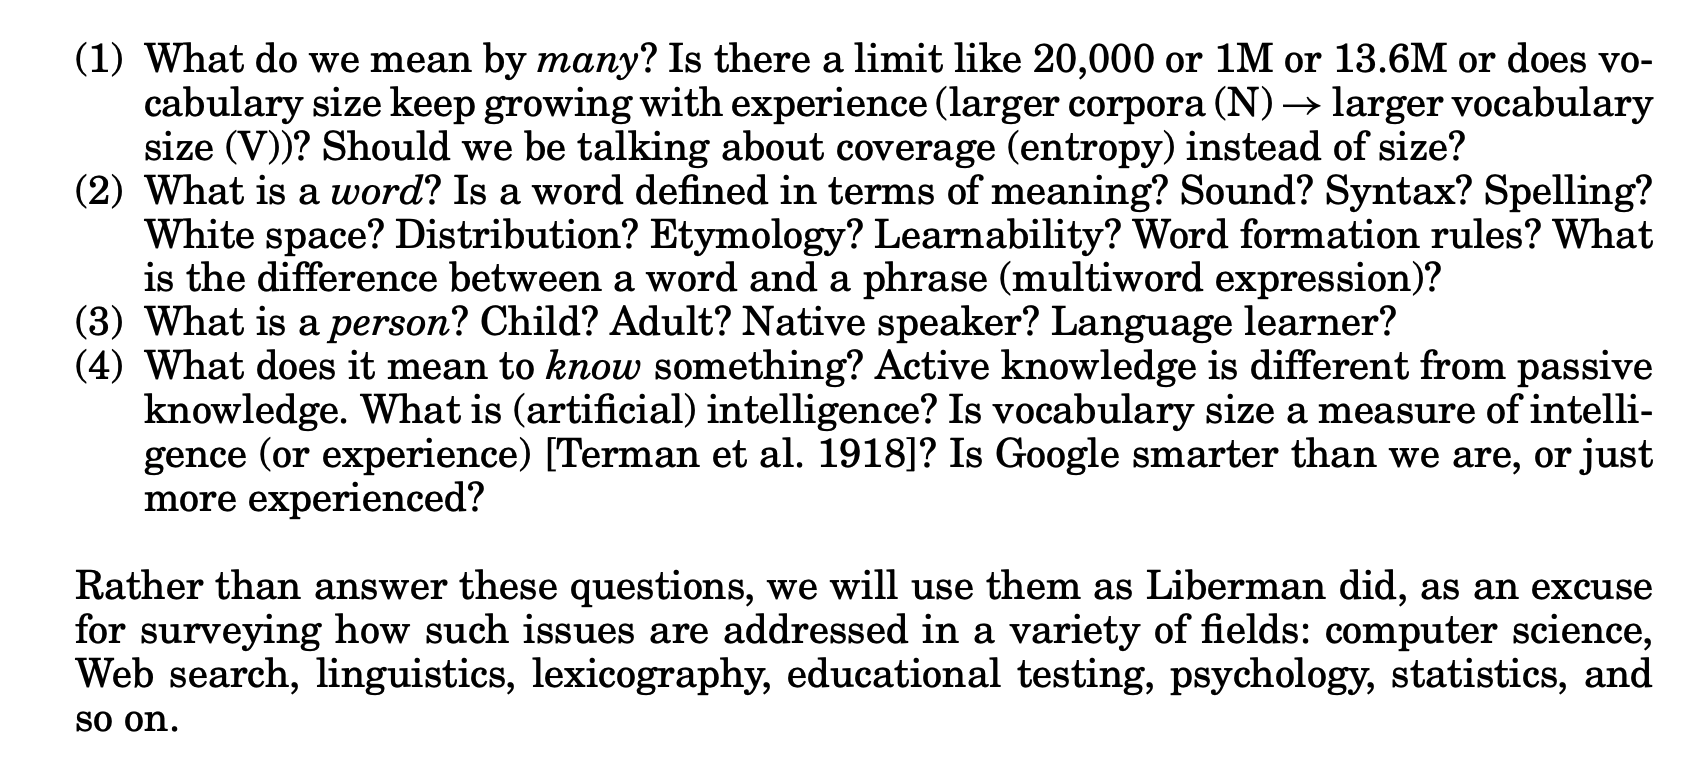 (1) What do we mean by many? Is there a limit like 20,000 or 1M or 13.6M or does vo-
cabulary size keep growing with experience (larger corpora (N) → larger vocabulary
size (V))? Should we be talking about coverage (entropy) instead of size?
(2) What is a word? Is a word defined in terms of meaning? Sound? Syntax? Spelling?
White space? Distribution? Etymology? Learnability? Word formation rules? What
is the difference between a word and a phrase (multiword expression)?
(3) What is a person? Child? Adult? Native speaker? Language learner?
(4) What does it mean to know something? Active knowledge is different from passive
knowledge. What is (artificial) intelligence? Is vocabulary size a measure of intelli-
gence (or experience) [Terman et al. 1918]? Is Google smarter than we are, or just
more experienced?
Rather than answer these questions, we will use them as Liberman did, as an excuse
for surveying how such issues are addressed in a variety of fields: computer science,
Web search, linguistics, lexicography, educational testing, psychology, statistics, and
so on.